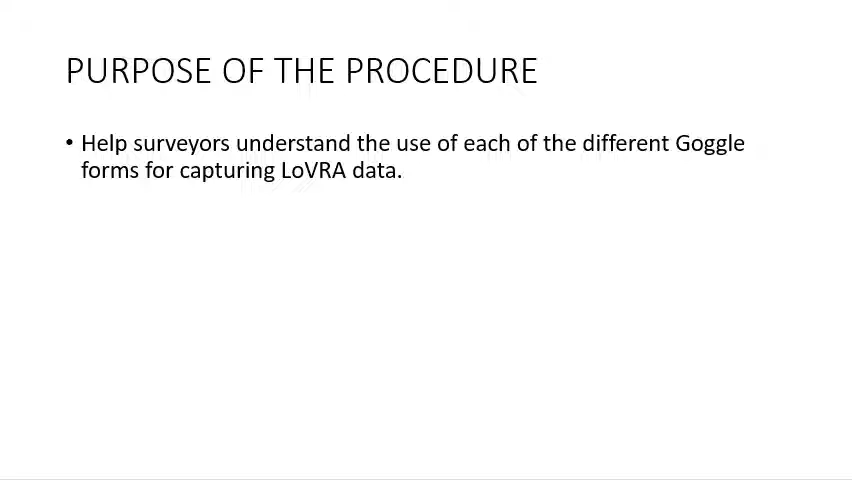 PURPOSE OF THE PROCEDURE
• Help surveyors understand the use of each of the different Goggle
forms for capturing LoVRA data.